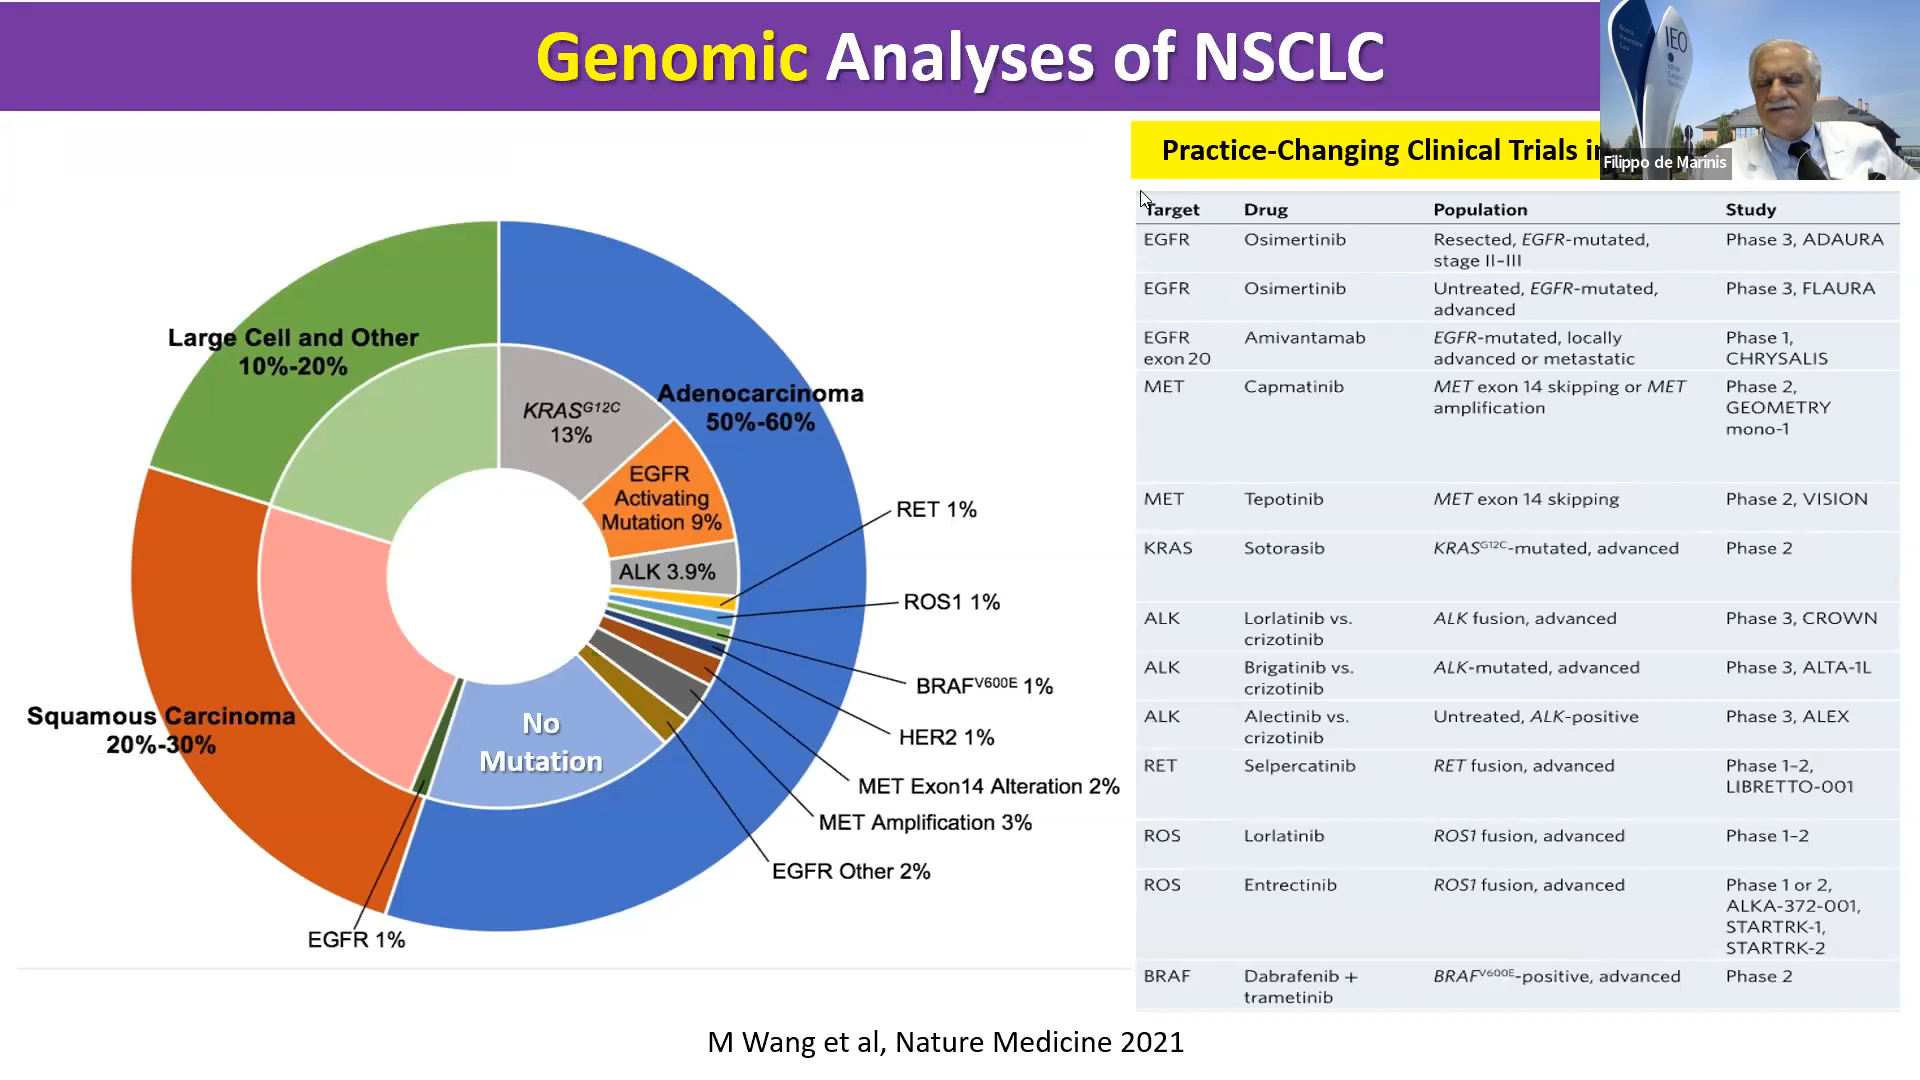 Genomic Analyses of NSCLC
IEO
Filippo de Marinis
Practice-Changing Clinical Trials
Large Cell and Other
10%-20%
Adenocarcinoma
50%-60%
Squamous Carcinoma
20%-30%
KRASG12C
13%
EGFR
Activating
Mutation 9%
ALK 3.9%
RET 1%
ROS1 1%
BRAFV600E 1%
HER2 1%
MET Exon14 Alteration 2%
MET Amplification 3%
EGFR Other 2%
No
Mutation
EGFR 1%
Target Drug Population Study
EGFR Osimertinib Resected, EGFR-mutated, Phase 3, ADAURA
stage II–III
EGFR Osimertinib Untreated, EGFR-mutated, Phase 3, FLAURA
advanced
EGFR Amivantamab EGFR-mutated, locally Phase 1,
exon 20 advanced or metastatic CHRYSALIS
MET Capmatinib MET exon 14 skipping or MET Phase 2,
amplification GEOMETRY
mono-1
MET Tepotinib MET exon 14 skipping Phase 2, VISION
KRAS Sotorasib KRASG12C-mutated, advanced Phase 2
ALK Lorlatinib vs. ALK fusion, advanced Phase 3, CROWN
crizotinib
ALK Brigatinib vs. ALK-mutated, advanced Phase 3, ALTA-1L
crizotinib
ALK Alectinib vs. Untreated, ALK-positive Phase 3, ALEX
crizotinib
RET Selpercatinib RET fusion, advanced Phase 1–2,
LIBRETTO-001
ROS Lorlatinib ROS1 fusion, advanced Phase 1–2
ROS Entrectinib ROS1 fusion, advanced Phase 1 or 2,
ALKA-372-001,
STARTRK-1,
STARTRK-2
BRAF Dabrafenib + BRAFV600E-positive, advanced Phase 2
trametinib
M Wang et al, Nature Medicine 2021